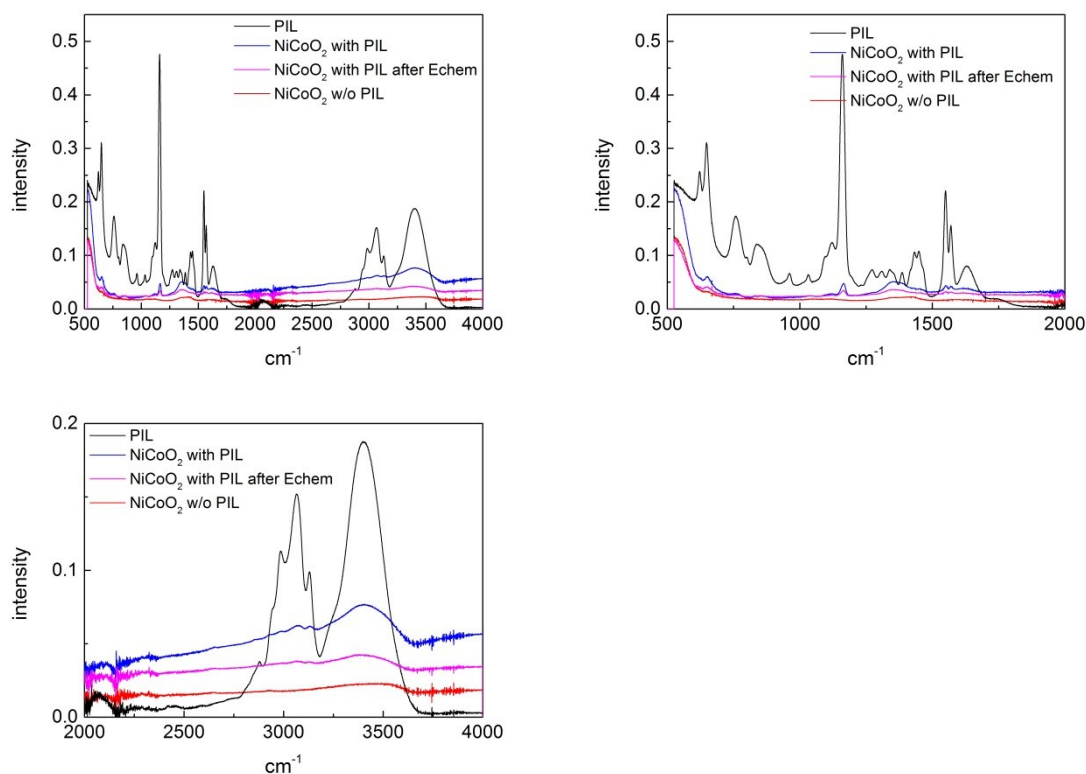 PIL
NiCoO₂ with PIL
NiCoO₂ with PIL after Echem
NiCoO₂ w/o PIL
0.5
0.4
0.3
0.2
0.1
0.0
intensity
500 1000 1500 2000 2500 3000 3500 4000
cm⁻¹
PIL
NiCoO₂ with PIL
NiCoO₂ with PIL after Echem
NiCoO₂ w/o PIL
0.5
0.4
0.3
0.2
0.1
0.0
intensity
500 1000 1500 2000
cm⁻¹
PIL
NiCoO₂ with PIL
NiCoO₂ with PIL after Echem
NiCoO₂ w/o PIL
0.2
0.1
0.0
intensity
2000 2500 3000 3500 4000
cm⁻¹